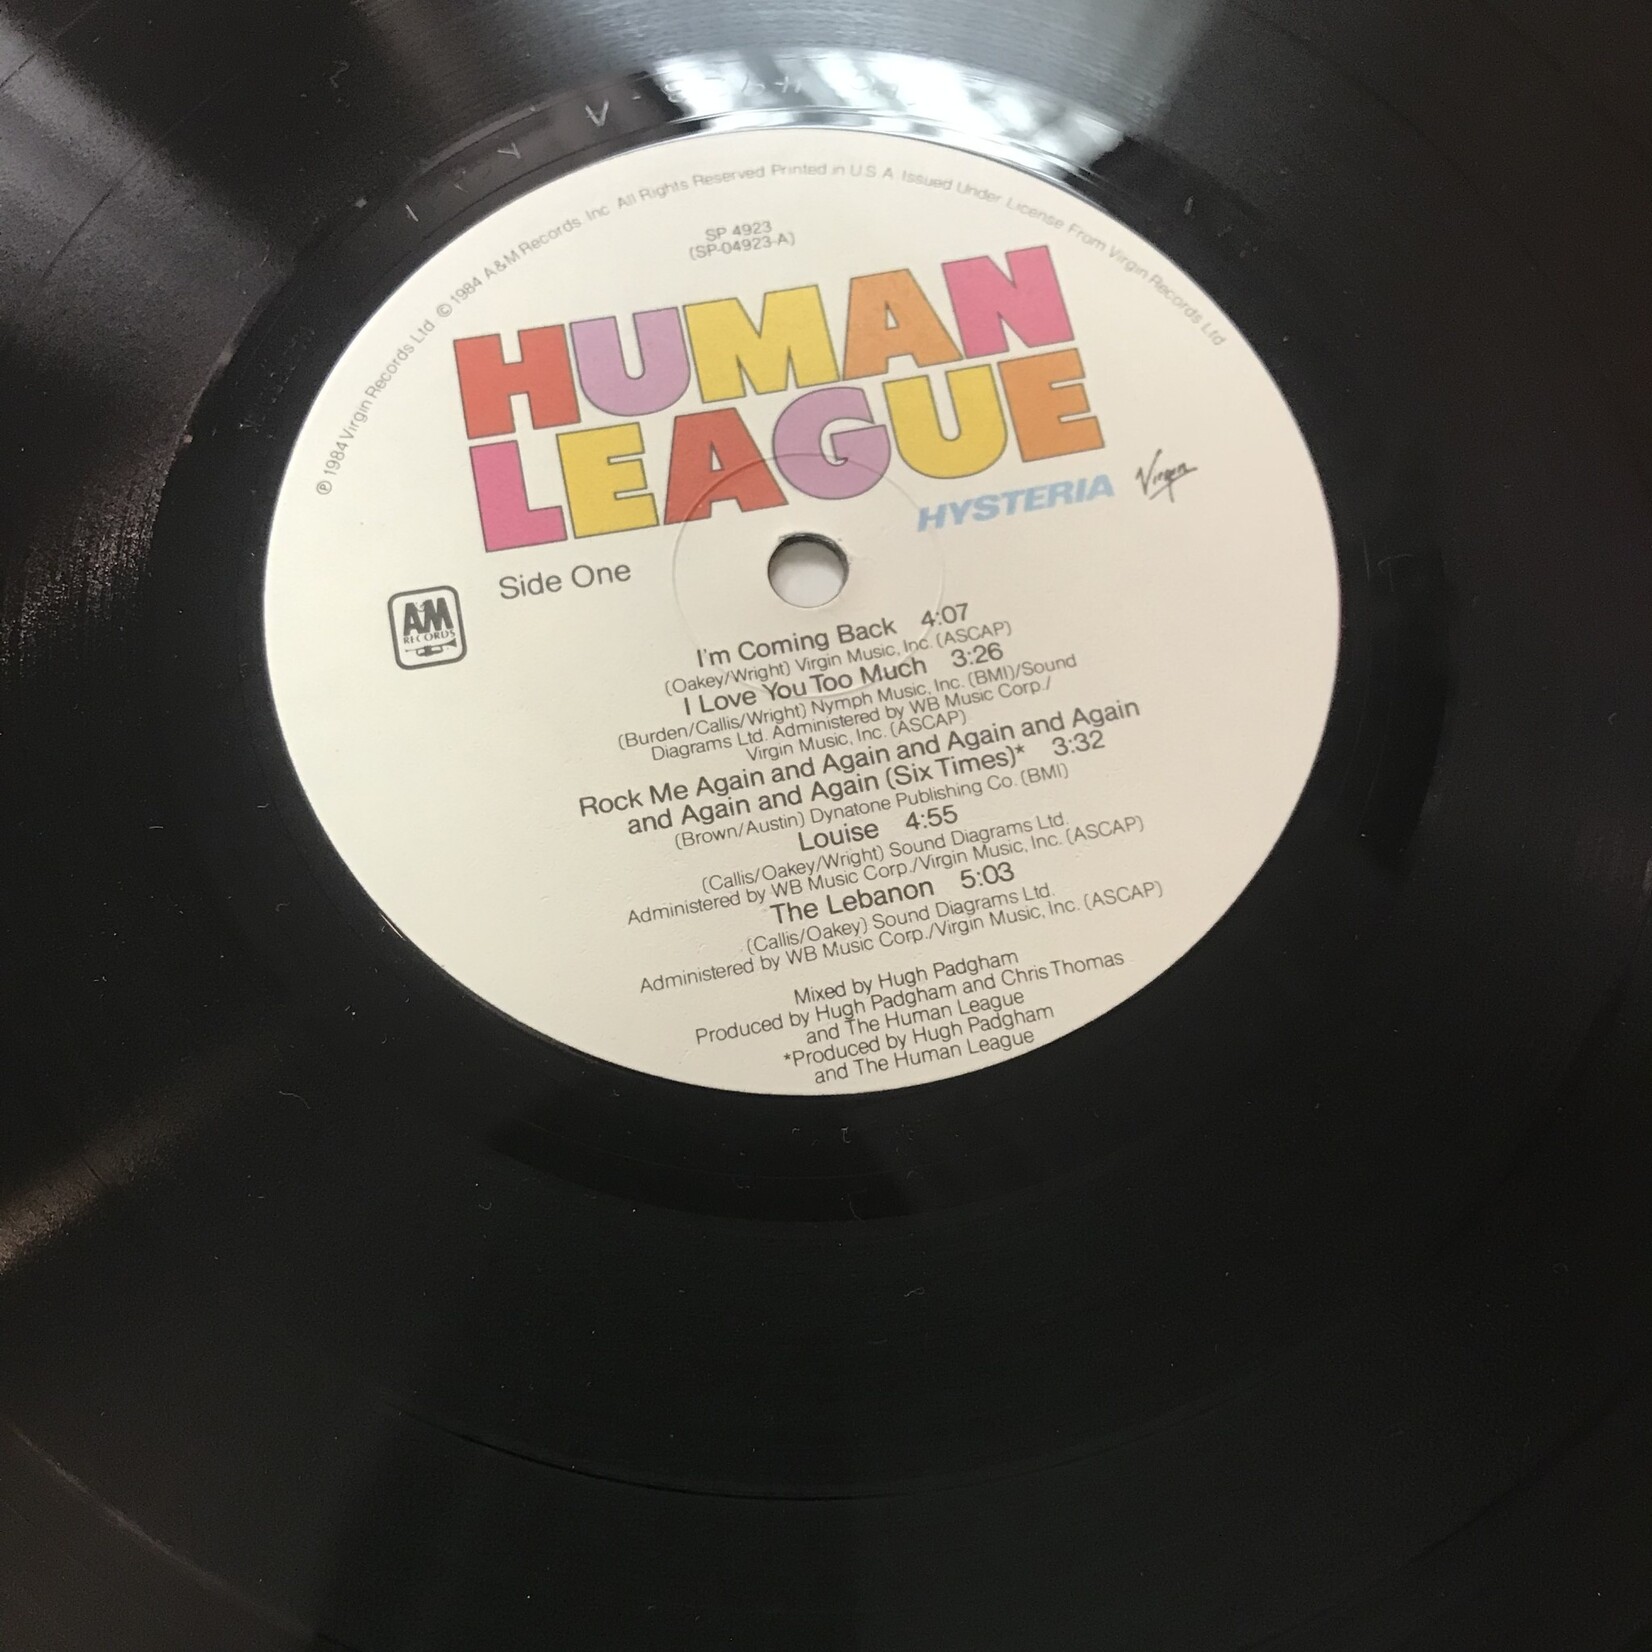 ℗ 1984 Virgin Records Ltd © 1984 A&M Records, Inc. All Rights Reserved Printed in U.S.A. Issued Under License From Virgin Records Ltd
SP 4923
(SP-04923-A)
HUMAN
LEAGUE
HYSTERIA
Virgin
Side One
A&M
RECORDS
I'm Coming Back 4:07
(Oakey/Wright) Virgin Music, Inc. (ASCAP)
I Love You Too Much 3:26
(Burden/Callis/Wright) Nymph Music, Inc. (BMI)/Sound
Diagrams Ltd. Administered by WB Music Corp./
Virgin Music, Inc. (ASCAP)
Rock Me Again and Again and Again and Again
and Again and Again (Six Times)* 3:32
(Brown/Austin) Dynatone Publishing Co. (BMI)
Louise 4:55
(Callis/Oakey/Wright) Sound Diagrams Ltd.
Administered by WB Music Corp./Virgin Music, Inc. (ASCAP)
The Lebanon 5:03
(Callis/Oakey) Sound Diagrams Ltd.
Administered by WB Music Corp./Virgin Music, Inc. (ASCAP)
Mixed by Hugh Padgham
Produced by Hugh Padgham and Chris Thomas
and The Human League
*Produced by Hugh Padgham
and The Human League